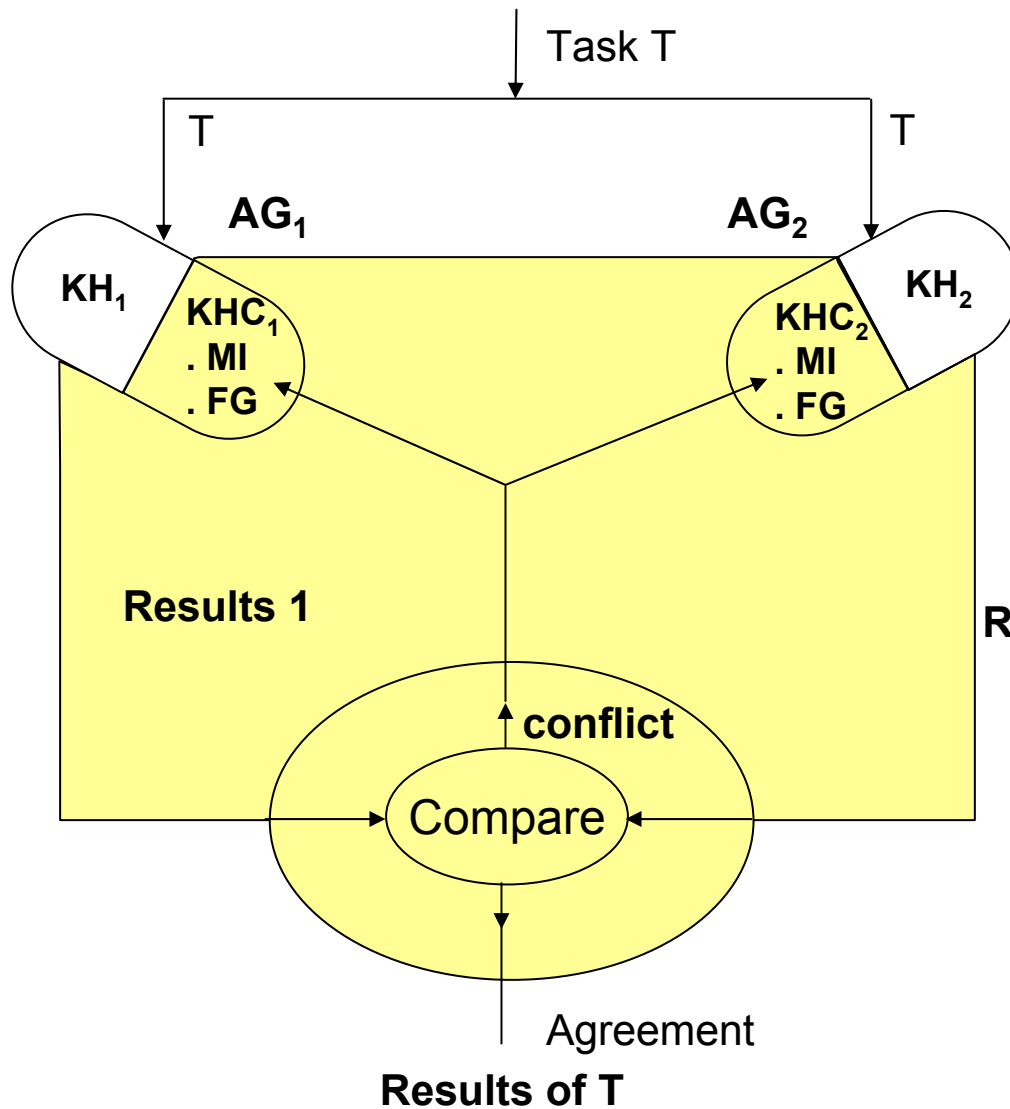 Task T
T
T
AG₁
AG₂
KH₁
KHC₁
. MI
. FG
KHC₂
. MI
. FG
KH₂
Results 1
R
conflict
Compare
Agreement
Results of T